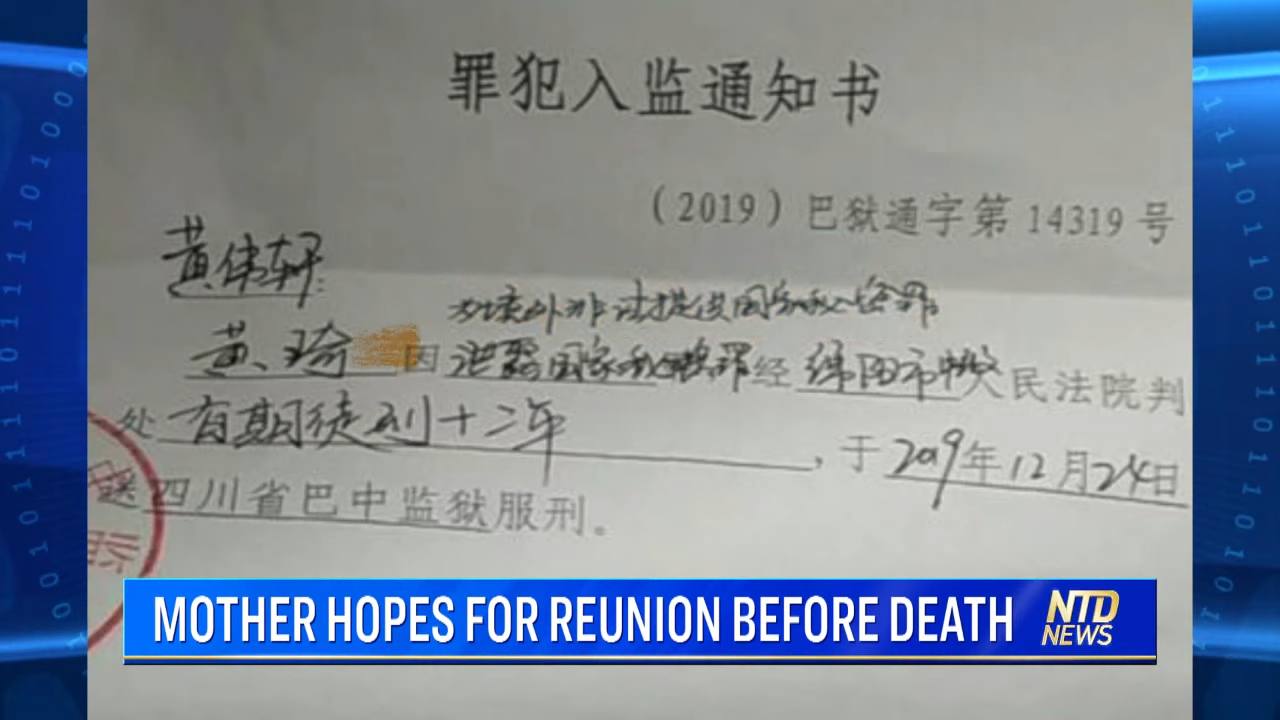 罪犯入监通知书
（2019）巴狱通字第 14319 号
黄伟轩：
为境外非法提供国家秘密罪。
黄琦 因 泄露国家秘密罪 经 绵阳市中级人民法院判
处 有期徒刑十二年 ，于 2019年12月24日
送 四川省巴中监狱服刑。
监
MOTHER HOPES FOR REUNION BEFORE DEATH
NTD
NEWS